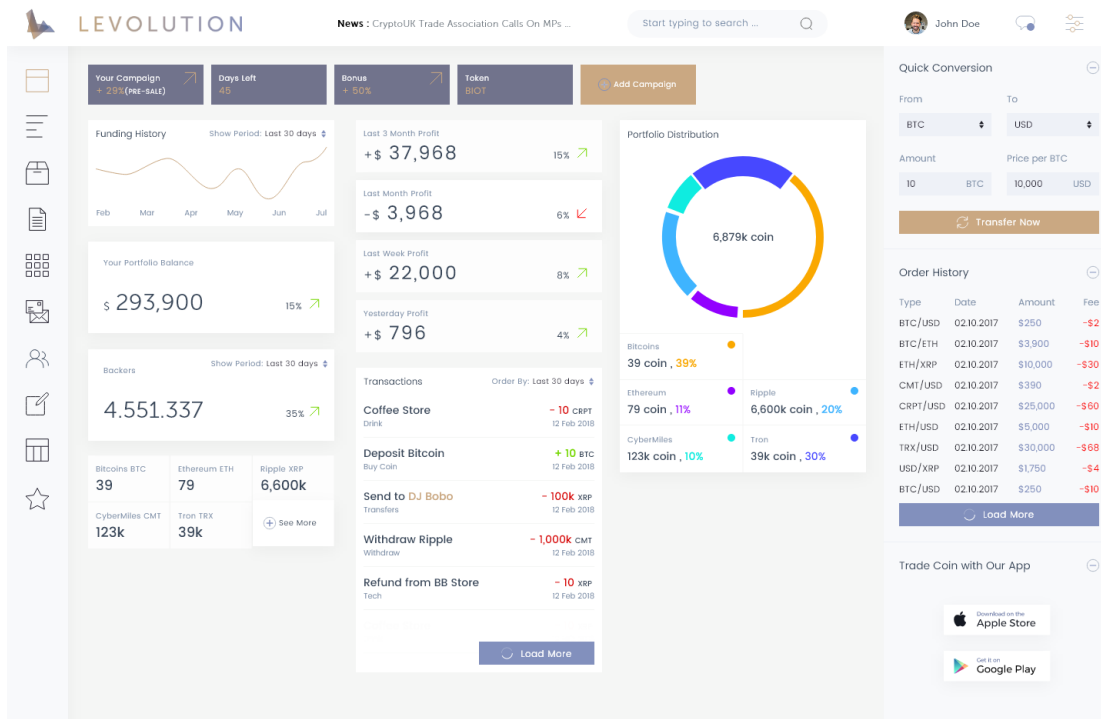 LEVOLUTION
News : CryptoUK Trade Association Calls On MPs ...
Start typing to search ...
John Doe
Your Campaign
+ 29%(PRE-SALE)
Days Left
45
Bonus
+ 50%
Token
BIOT
Add Campaign
Funding History
Show Period: Last 30 days
Feb Mar Apr May Jun Jul
Your Portfolio Balance
$ 293,900
15%
Backers
Show Period: Last 30 days
4.551.337
35%
Bitcoins BTC
39
Ethereum ETH
79
Ripple XRP
6,600k
CyberMiles CMT
123k
Tron TRX
39k
See More
Last 3 Month Profit
+$ 37,968
15%
Last Month Profit
-$ 3,968
6%
Last Week Profit
+$ 22,000
8%
Yesterday Profit
+$ 796
4%
Transactions
Order By: Last 30 days
Coffee Store - 10 CRPT
Drink 12 Feb 2018
Deposit Bitcoin + 10 BTC
Buy Coin 12 Feb 2018
Send to DJ Bobo - 100k XRP
Transfers 12 Feb 2018
Withdraw Ripple - 1,000k CMT
Withdraw 12 Feb 2018
Refund from BB Store - 10 XRP
Tech 12 Feb 2018
Load More
Portfolio Distribution
6,879k coin
Bitcoins
39 coin , 39%
Ethereum
79 coin , 11%
Ripple
6,600k coin , 20%
CyberMiles
123k coin , 10%
Tron
39k coin , 30%
Quick Conversion
From To
BTC USD
Amount Price per BTC
10 BTC 10,000 USD
Transfer Now
Order History
Type Date Amount Fee
BTC/USD 02.10.2017 $250 -$2
BTC/ETH 02.10.2017 $3,900 -$10
ETH/XRP 02.10.2017 $10,000 -$30
CMT/USD 02.10.2017 $390 -$2
CRPT/USD 02.10.2017 $25,000 -$60
ETH/USD 02.10.2017 $5,000 -$10
TRX/USD 02.10.2017 $30,000 -$68
USD/XRP 02.10.2017 $1,750 -$4
BTC/USD 02.10.2017 $250 -$10
Load More
Trade Coin with Our App
Download on the
Apple Store
Get it on
Google Play